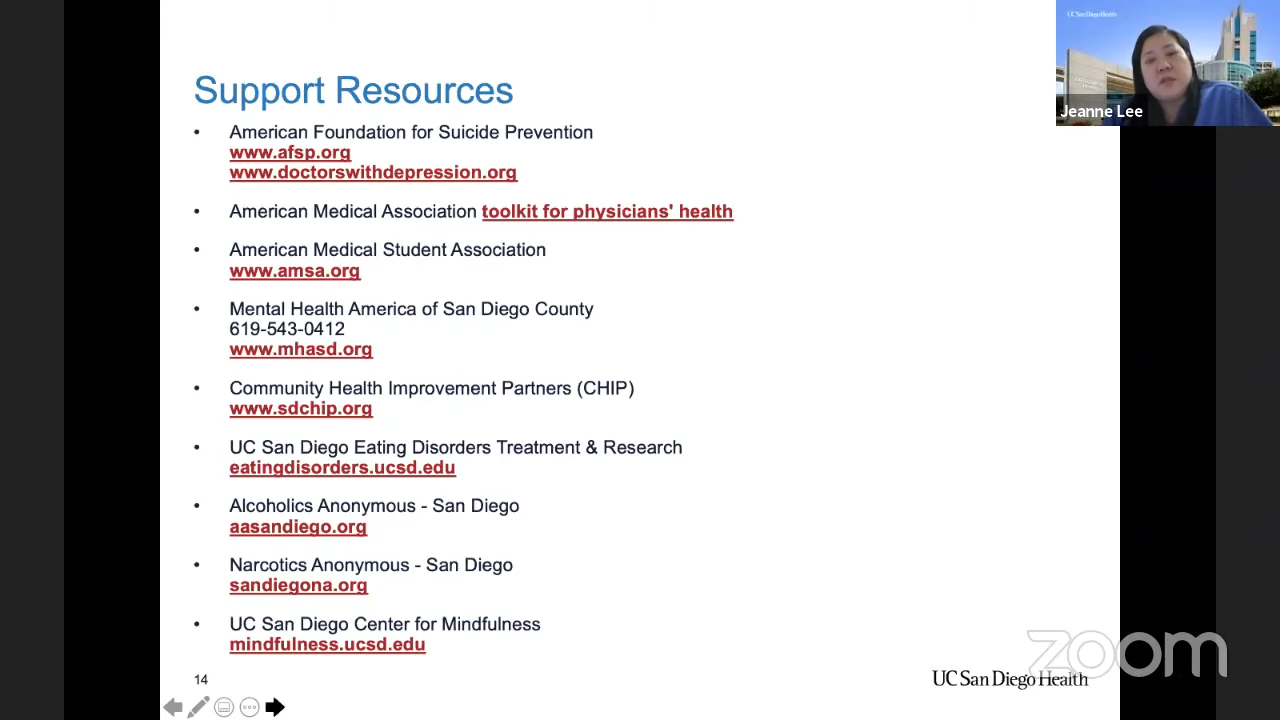 Support Resources
• American Foundation for Suicide Prevention
www.afsp.org
www.doctorswithdepression.org
• American Medical Association toolkit for physicians' health
• American Medical Student Association
www.amsa.org
• Mental Health America of San Diego County
619-543-0412
www.mhasd.org
• Community Health Improvement Partners (CHIP)
www.sdchip.org
• UC San Diego Eating Disorders Treatment & Research
eatingdisorders.ucsd.edu
• Alcoholics Anonymous - San Diego
aasandiego.org
• Narcotics Anonymous - San Diego
sandiegona.org
• UC San Diego Center for Mindfulness
mindfulness.ucsd.edu
14
UC San Diego Health
zoom
UC San Diego Health
Jeanne Lee